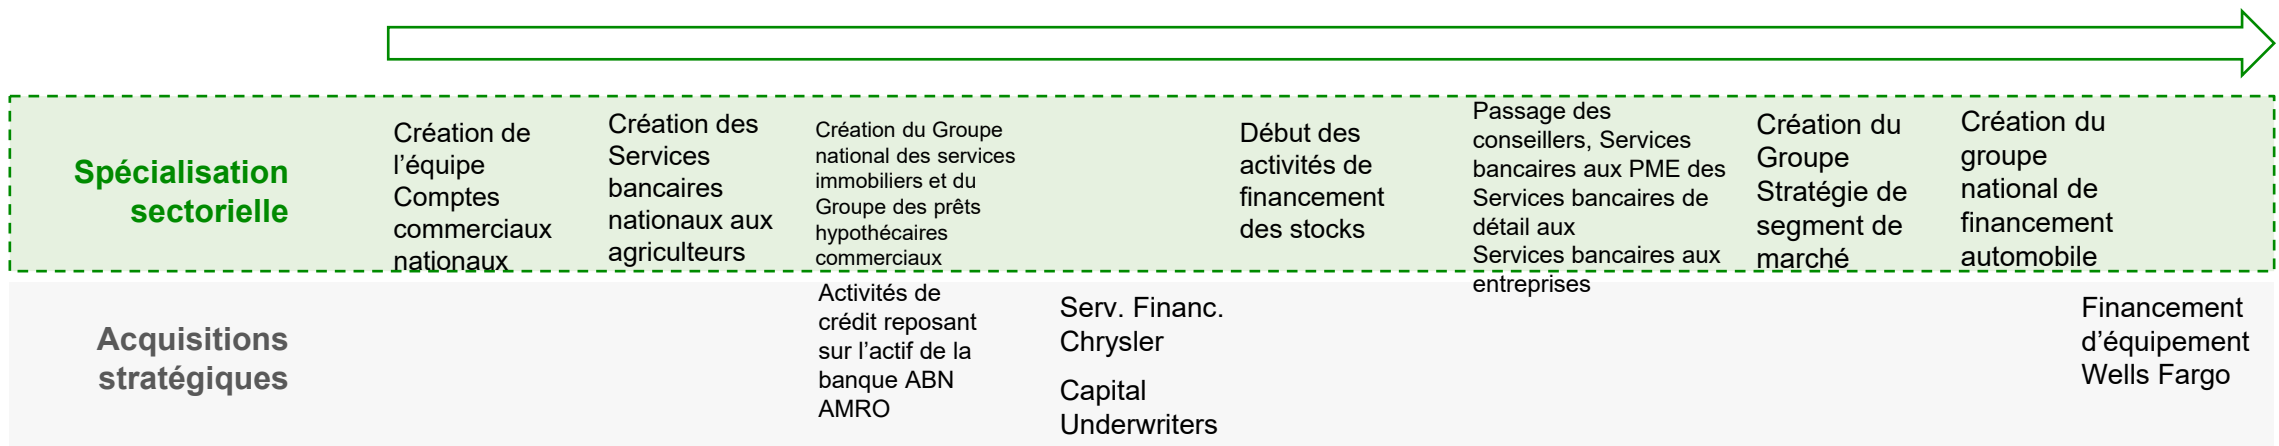 Spécialisation
sectorielle
Création de
l’équipe
Comptes
commerciaux
nationaux
Création des
Services
bancaires
nationaux aux
agriculteurs
Création du Groupe
national des services
immobiliers et du
Groupe des prêts
hypothécaires
commerciaux
Début des
activités de
financement
des stocks
Passage des
conseillers, Services
bancaires aux PME des
Services bancaires de
détail aux
Services bancaires aux
entreprises
Création du
Groupe
Stratégie de
segment de
marché
Création du
groupe
national de
financement
automobile
Acquisitions
stratégiques
Activités de
crédit reposant
sur l’actif de la
banque ABN
AMRO
Serv. Financ.
Chrysler
Capital
Underwriters
Financement
d’équipement
Wells Fargo